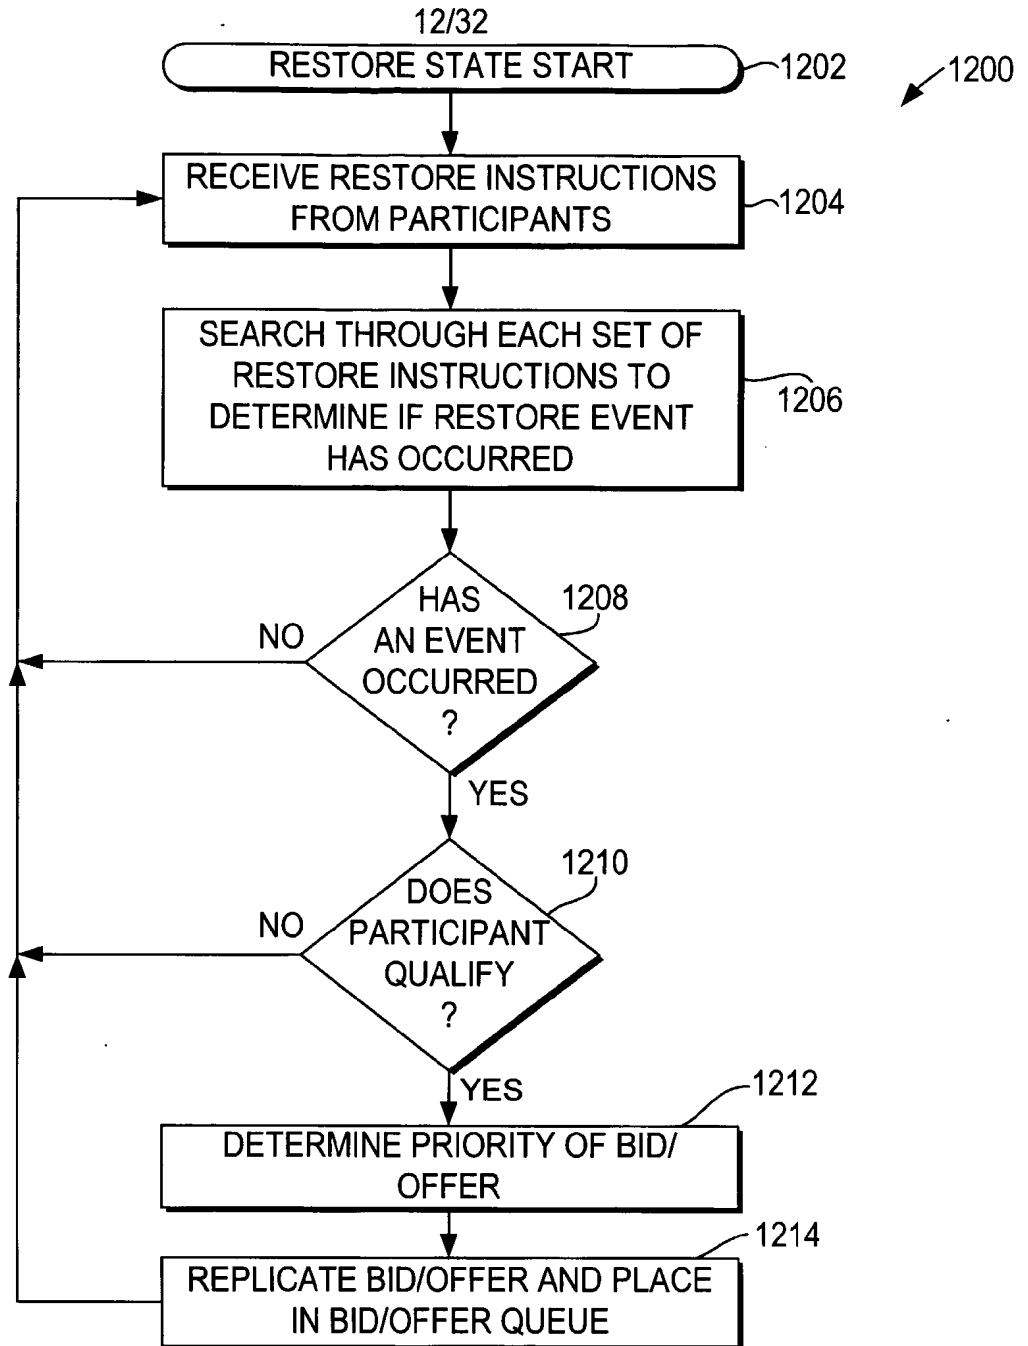 12/32
RESTORE STATE START
1202
1200
RECEIVE RESTORE INSTRUCTIONS
FROM PARTICIPANTS
1204
SEARCH THROUGH EACH SET OF
RESTORE INSTRUCTIONS TO
DETERMINE IF RESTORE EVENT
HAS OCCURRED
1206
HAS
AN EVENT
OCCURRED
?
1208
NO
YES
DOES
PARTICIPANT
QUALIFY
?
1210
NO
YES
DETERMINE PRIORITY OF BID/
OFFER
1212
REPLICATE BID/OFFER AND PLACE
IN BID/OFFER QUEUE
1214